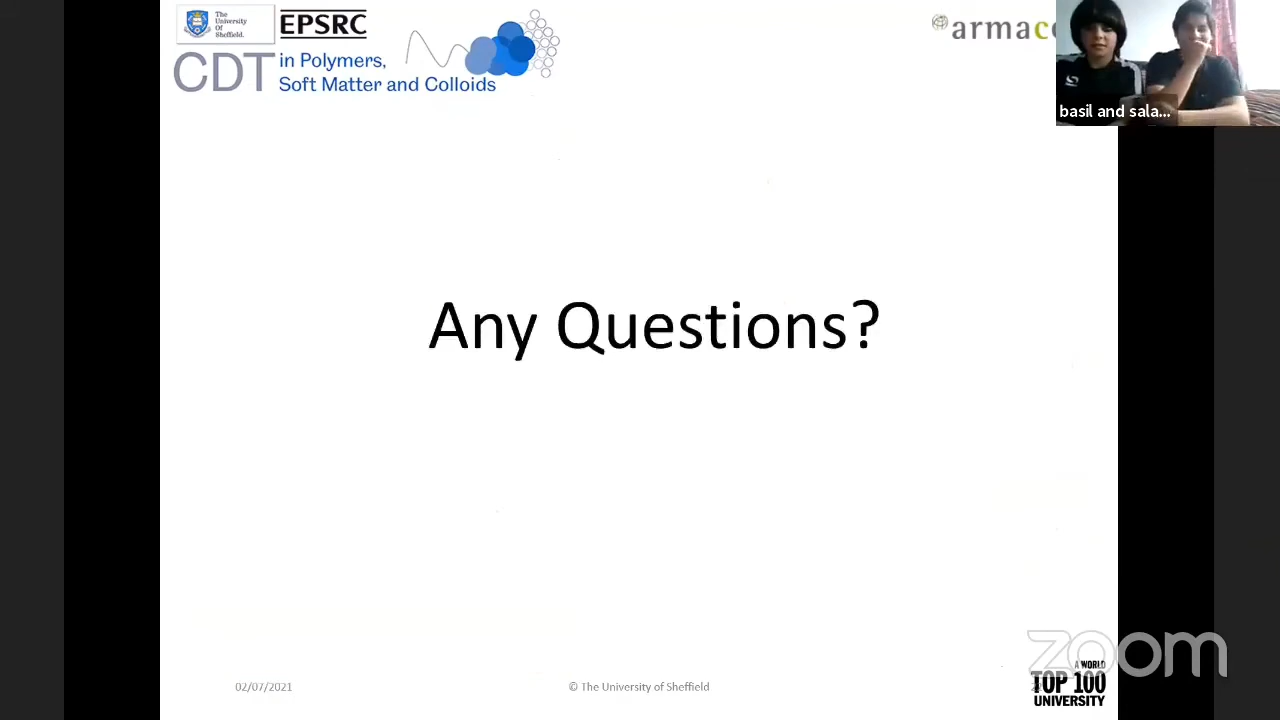 The
University
Of
Sheffield.
EPSRC
CDT
in Polymers,
Soft Matter and Colloids
armac
basil and sala...
Any Questions?
zoom
A WORLD
TOP 100
UNIVERSITY
02/07/2021
© The University of Sheffield